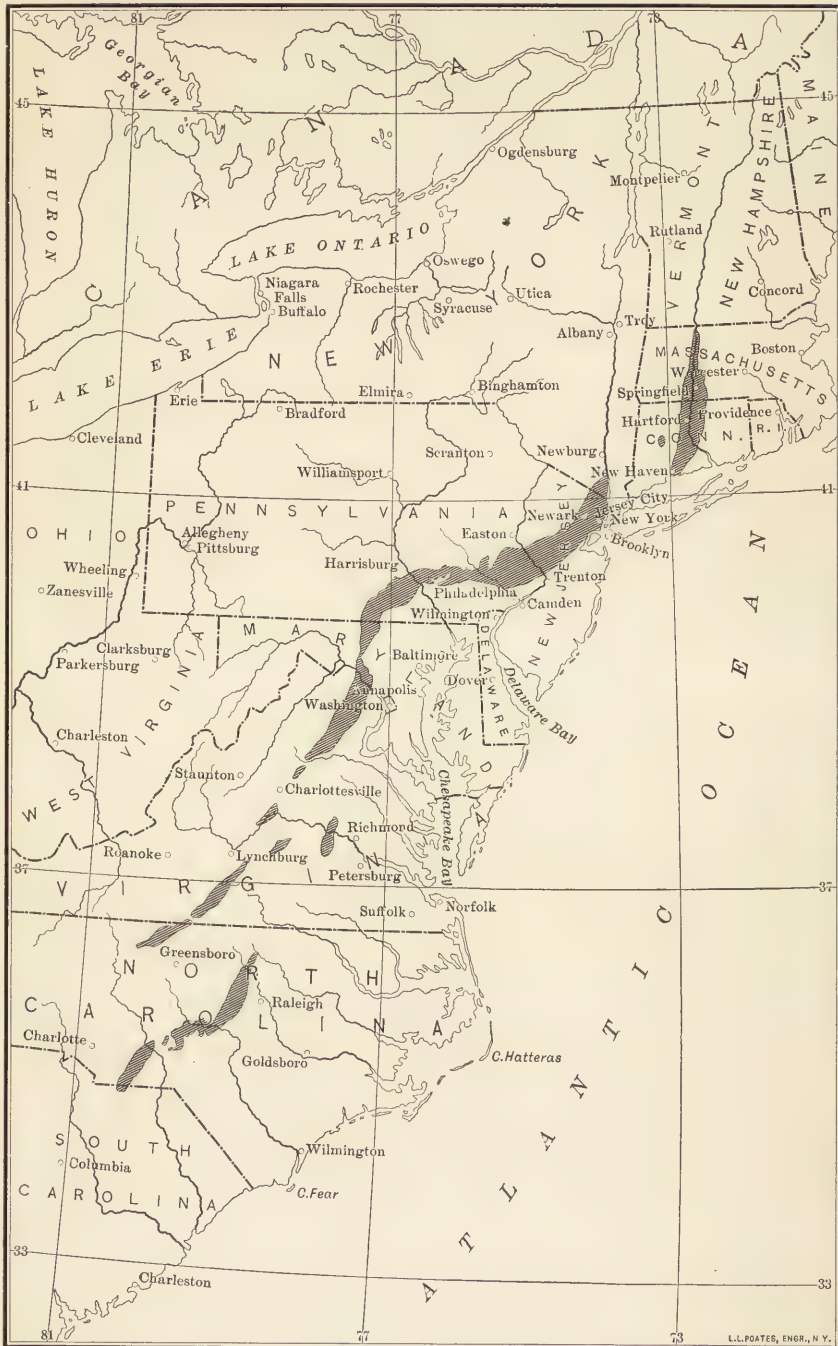 81
77
73
Georgian
Bay
LAKE HURON
CANADA
45
45
Ogdensburg
Montpelier
VERMONT
NEW HAMPSHIRE
MAINE
Rutland
LAKE ONTARIO
Oswego
Niagara
Falls
Buffalo
Rochester
Syracuse
Utica
Concord
NEW YORK
Albany
Troy
MASSACHUSETTS
Boston
Worcester
LAKE ERIE
Erie
Elmira
Binghamton
Springfield
Bradford
Hartford
Providence
CONN.
R.I.
Cleveland
Scranton
Newburg
Williamsport
New Haven
41
41
PENNSYLVANIA
NEW JERSEY
Jersey City
Newark
New York
OHIO
Allegheny
Pittsburg
Easton
Brooklyn
Harrisburg
Wheeling
Trenton
Philadelphia
Zanesville
Camden
Wilmington
MARYLAND
DELAWARE
Clarksburg
Parkersburg
Baltimore
Annapolis
Dover
Delaware Bay
Washington
WEST VIRGINIA
Charleston
Staunton
Charlottesville
Chesapeake Bay
Richmond
Roanoke
Lynchburg
Petersburg
37
37
VIRGINIA
Suffolk
Norfolk
Greensboro
NORTH
CAROLINA
Raleigh
Charlotte
Goldsboro
C. Hatteras
SOUTH
CAROLINA
Columbia
Wilmington
C. Fear
ATLANTIC OCEAN
33
33
Charleston
81
77
73
L.L.POATES, ENGR., N.Y.